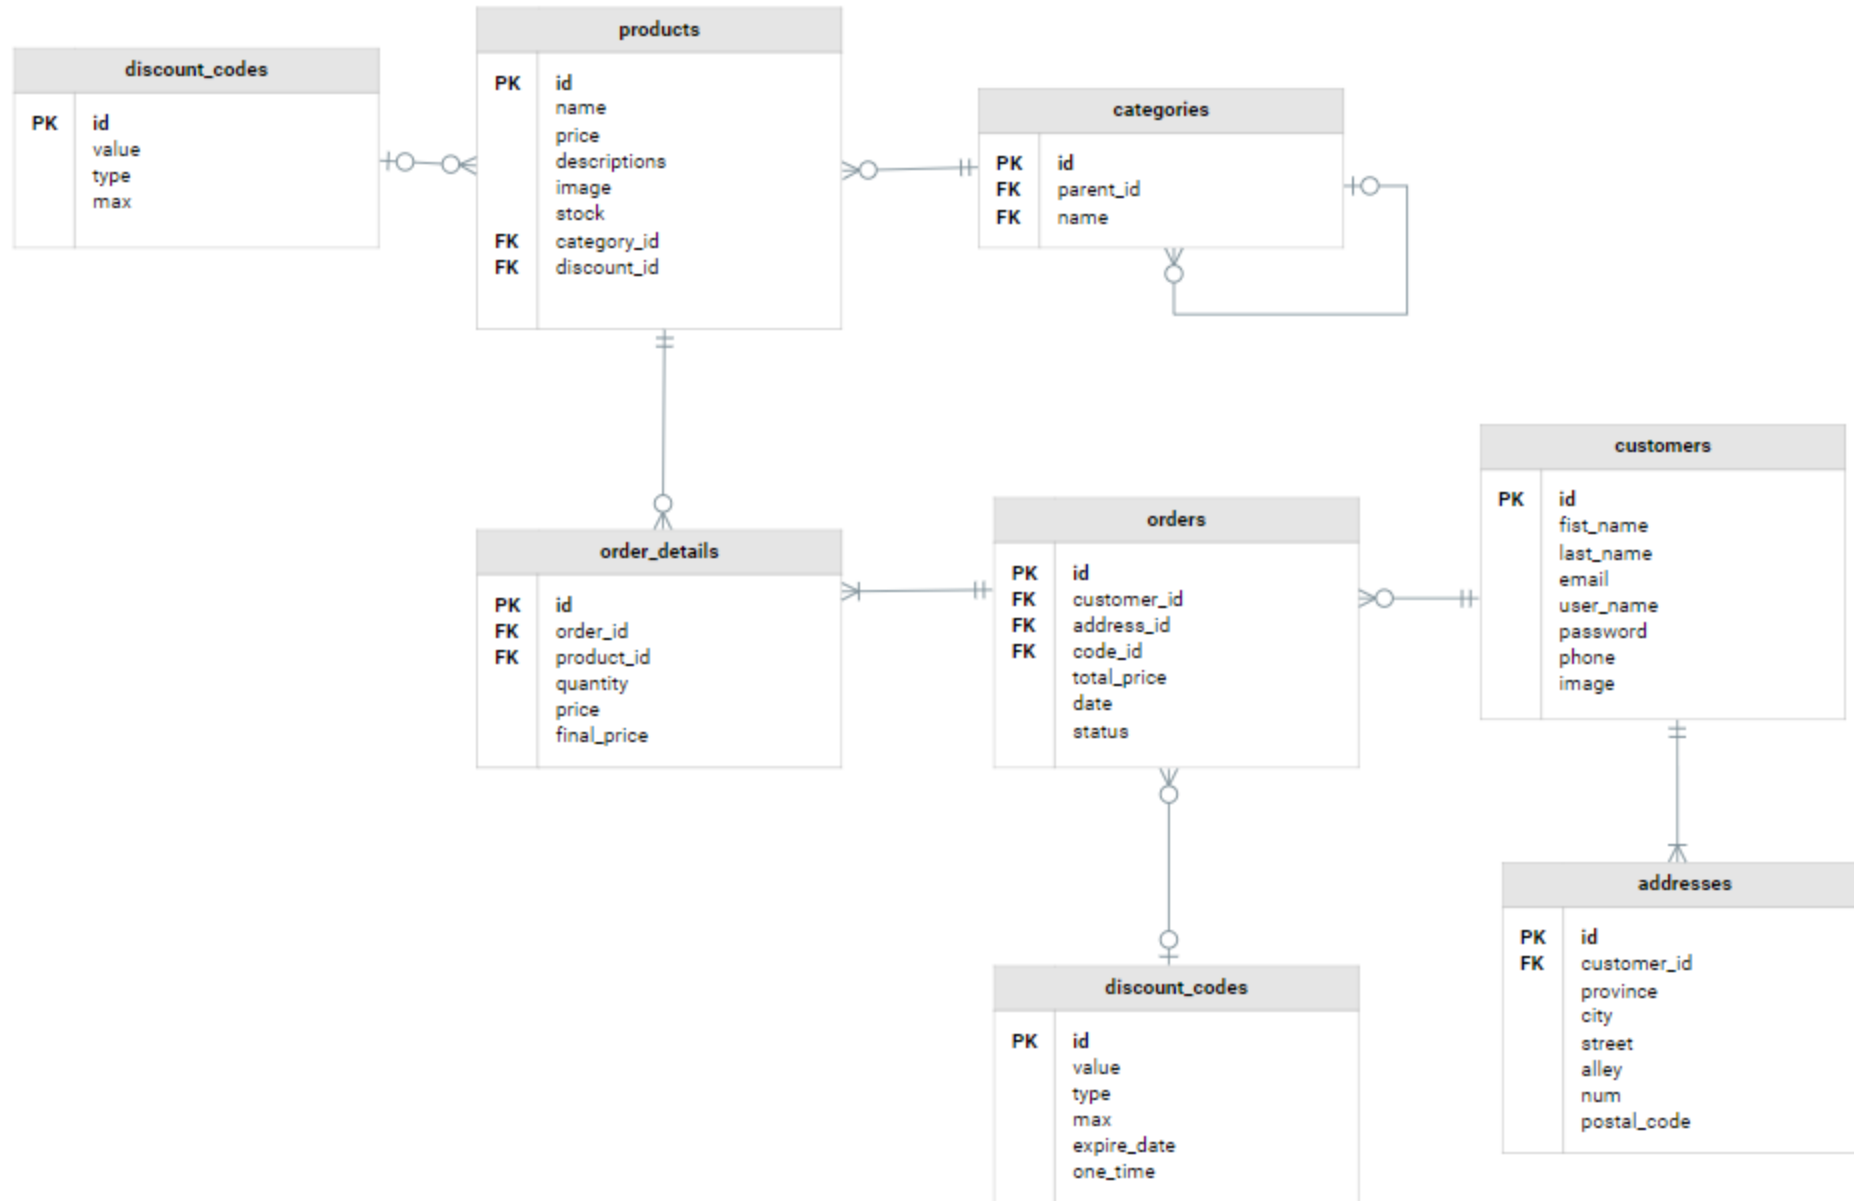 discount_codes
PK id
value
type
max
products
PK id
name
price
descriptions
image
stock
FK category_id
FK discount_id
categories
PK id
FK parent_id
FK name
order_details
PK id
FK order_id
FK product_id
quantity
price
final_price
orders
PK id
FK customer_id
FK address_id
FK code_id
total_price
date
status
customers
PK id
fist_name
last_name
email
user_name
password
phone
image
discount_codes
PK id
value
type
max
expire_date
one_time
addresses
PK id
FK customer_id
province
city
street
alley
num
postal_code